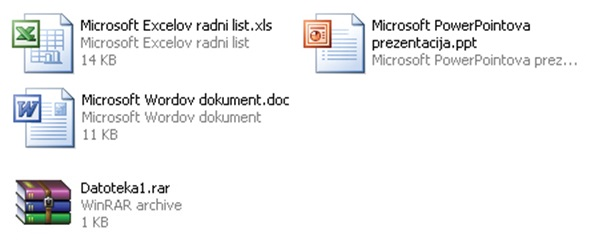 Microsoft Excelov radni list.xls
Microsoft Excelov radni list
14 KB
Microsoft PowerPointova
prezentacija.ppt
Microsoft PowerPointova prez...
Microsoft Wordov dokument.doc
Microsoft Wordov dokument
11 KB
Datoteka1.rar
WinRAR archive
1 KB